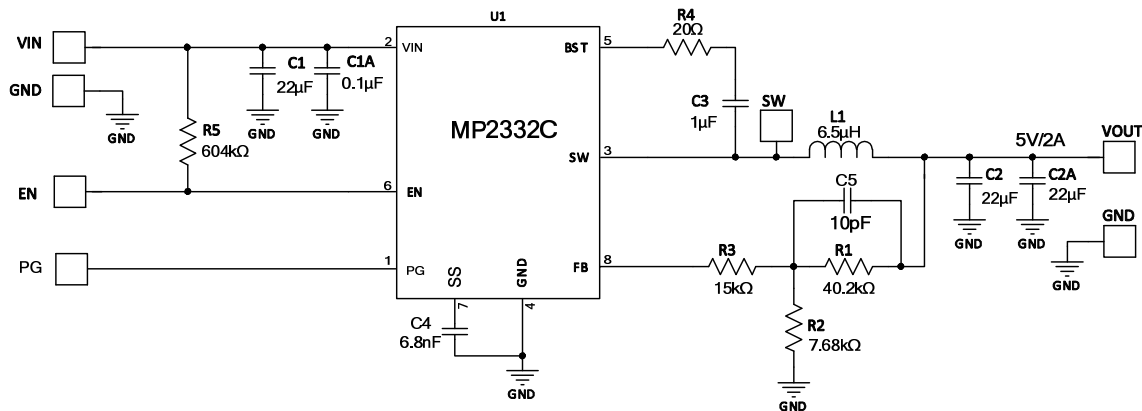 U1
VIN
2
VIN
C1
22µF
GND
C1A
0.1µF
GND
GND
GND
R5
604kΩ
EN
6
EN
PG
1
PG
MP2332C
BST
5
R4
20Ω
C3
1µF
SW
SW
3
L1
6.5µH
5V/2A
VOUT
C2
22µF
GND
C2A
22µF
GND
GND
GND
C5
10pF
FB
8
R3
15kΩ
R1
40.2kΩ
R2
7.68kΩ
GND
SS
7
GND
4
C4
6.8nF
GND